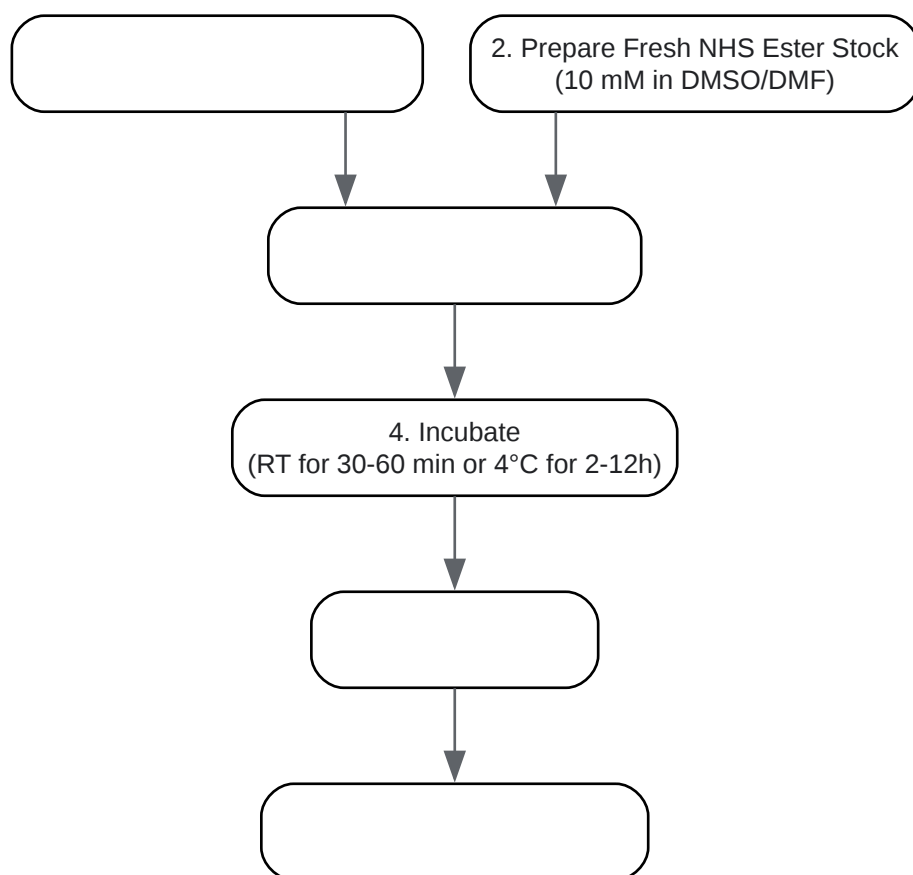 2. Prepare Fresh NHS Ester Stock
(10 mM in DMSO/DMF)
4. Incubate
(RT for 30-60 min or 4°C for 2-12h)